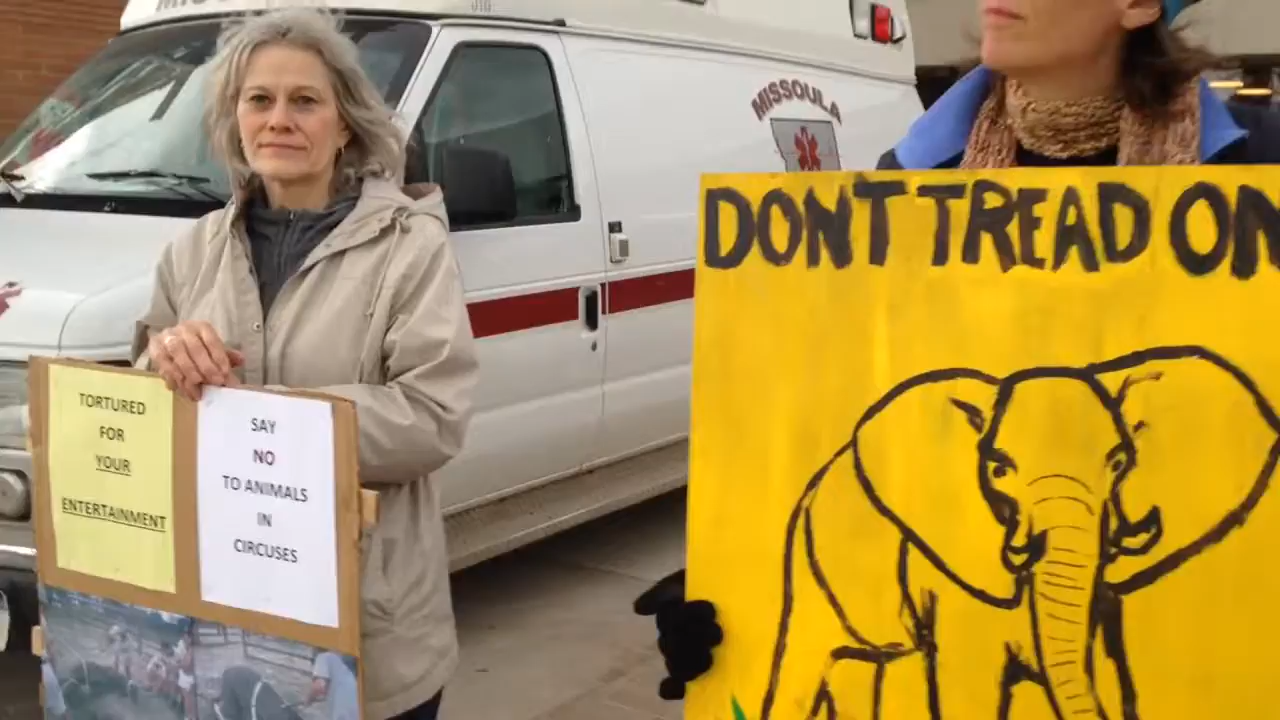 MISSOULA
TORTURED
FOR
YOUR
ENTERTAINMENT
SAY
NO
TO ANIMALS
IN
CIRCUSES
DONT TREAD ON